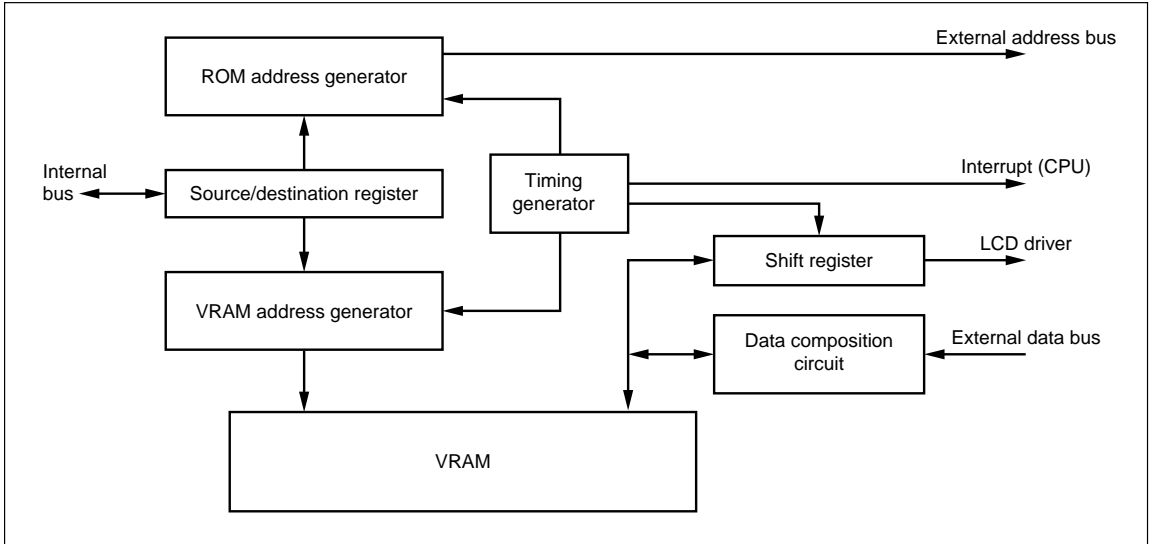 External address bus
ROM address generator
Internal
bus
Source/destination register
Timing
generator
Interrupt (CPU)
LCD driver
Shift register
VRAM address generator
Data composition
circuit
External data bus
VRAM